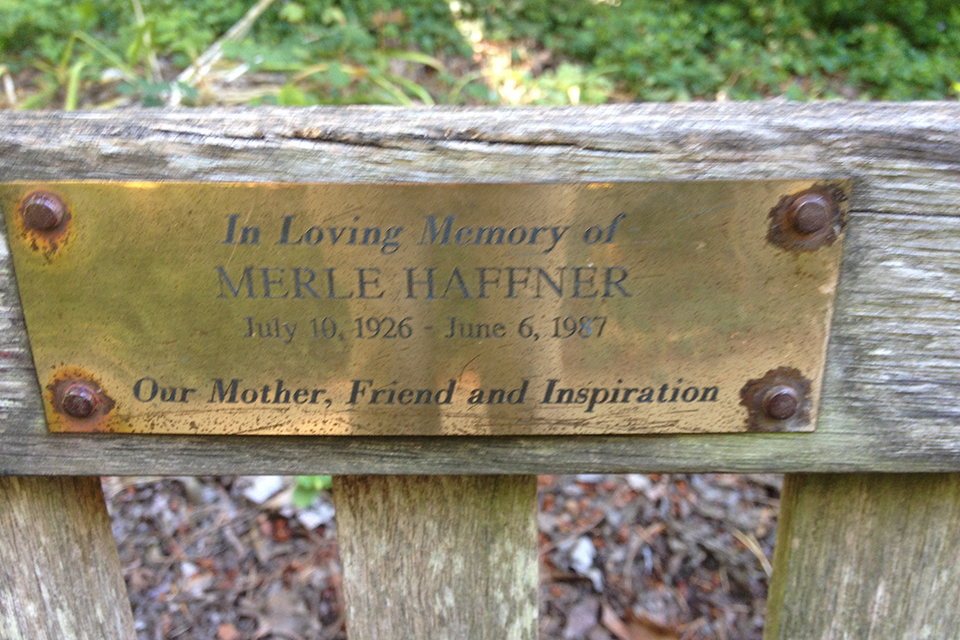 In Loving Memory of
MERLE HAFFNER
July 10, 1926 - June 6, 1987
Our Mother, Friend and Inspiration